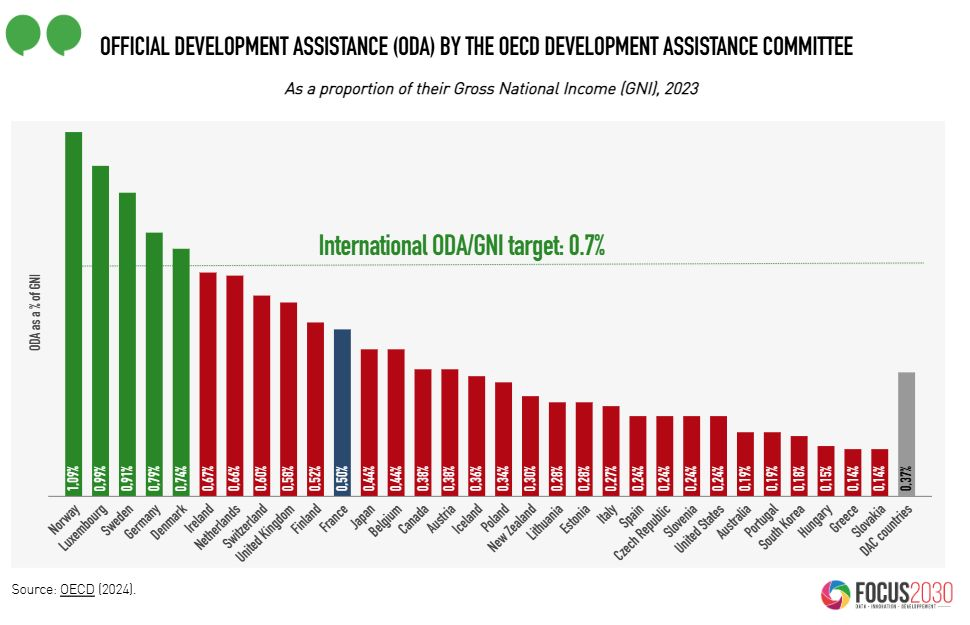 OFFICIAL DEVELOPMENT ASSISTANCE (ODA) BY THE OECD DEVELOPMENT ASSISTANCE COMMITTEE
As a proportion of their Gross National Income (GNI), 2023
International ODA/GNI target: 0.7%
ODA as a % of GNI
1,09%
0,99%
0,91%
0,79%
0,74%
0,67%
0,66%
0,60%
0,58%
0,52%
0,50%
0,44%
0,44%
0,38%
0,38%
0,36%
0,34%
0,30%
0,28%
0,28%
0,27%
0,24%
0,24%
0,24%
0,24%
0,19%
0,19%
0,18%
0,15%
0,14%
0,14%
0,37%
Norway
Luxembourg
Sweden
Germany
Denmark
Ireland
Netherlands
Switzerland
United Kingdom
Finland
France
Japan
Belgium
Canada
Austria
Iceland
Poland
New Zealand
Lithuania
Estonia
Italy
Spain
Czech Republic
Slovenia
United States
Australia
Portugal
South Korea
Hungary
Greece
Slovakia
DAC countries
Source: OECD (2024).
FOCUS2030
DATA · INNOVATION · DÉVELOPPEMENT